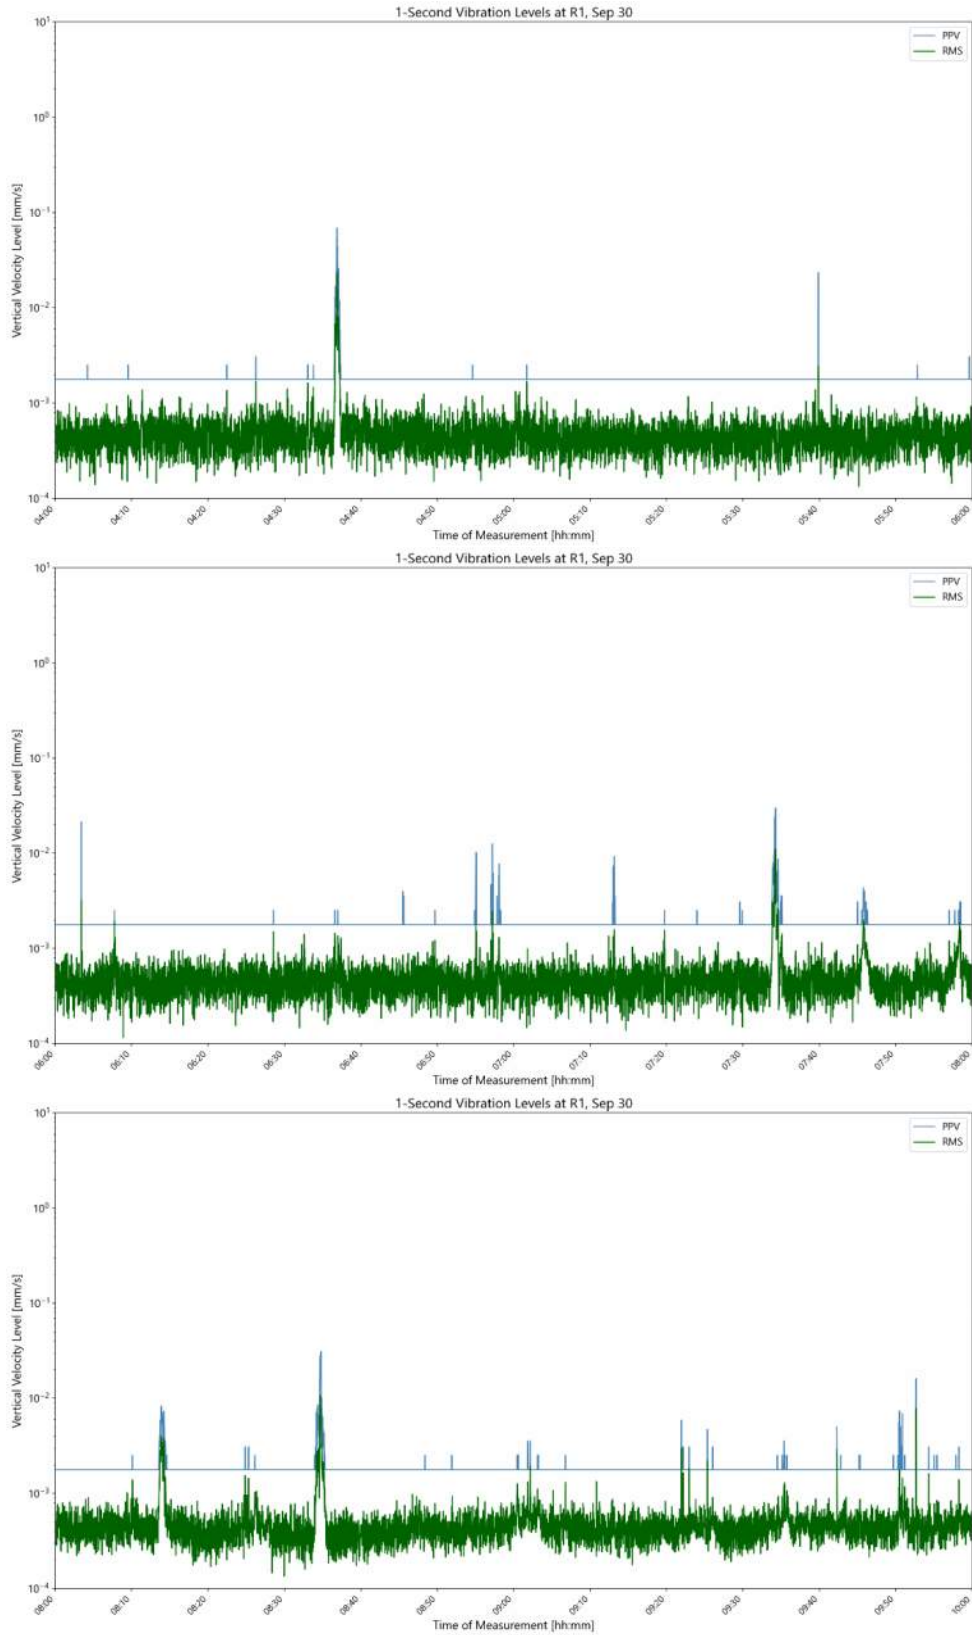 1-Second Vibration Levels at R1, Sep 30
10¹
PPV
RMS
10⁰
10⁻¹
10⁻²
10⁻³
10⁻⁴
Vertical Velocity Level [mm/s]
04:00 04:10 04:20 04:30 04:40 04:50 05:00 05:10 05:20 05:30 05:40 05:50 06:00
Time of Measurement [hh:mm]
1-Second Vibration Levels at R1, Sep 30
10¹
PPV
RMS
10⁰
10⁻¹
10⁻²
10⁻³
10⁻⁴
Vertical Velocity Level [mm/s]
06:00 06:10 06:20 06:30 06:40 06:50 07:00 07:10 07:20 07:30 07:40 07:50 08:00
Time of Measurement [hh:mm]
1-Second Vibration Levels at R1, Sep 30
10¹
PPV
RMS
10⁰
10⁻¹
10⁻²
10⁻³
10⁻⁴
Vertical Velocity Level [mm/s]
08:00 08:10 08:20 08:30 08:40 08:50 09:00 09:10 09:20 09:30 09:40 09:50 10:00
Time of Measurement [hh:mm]